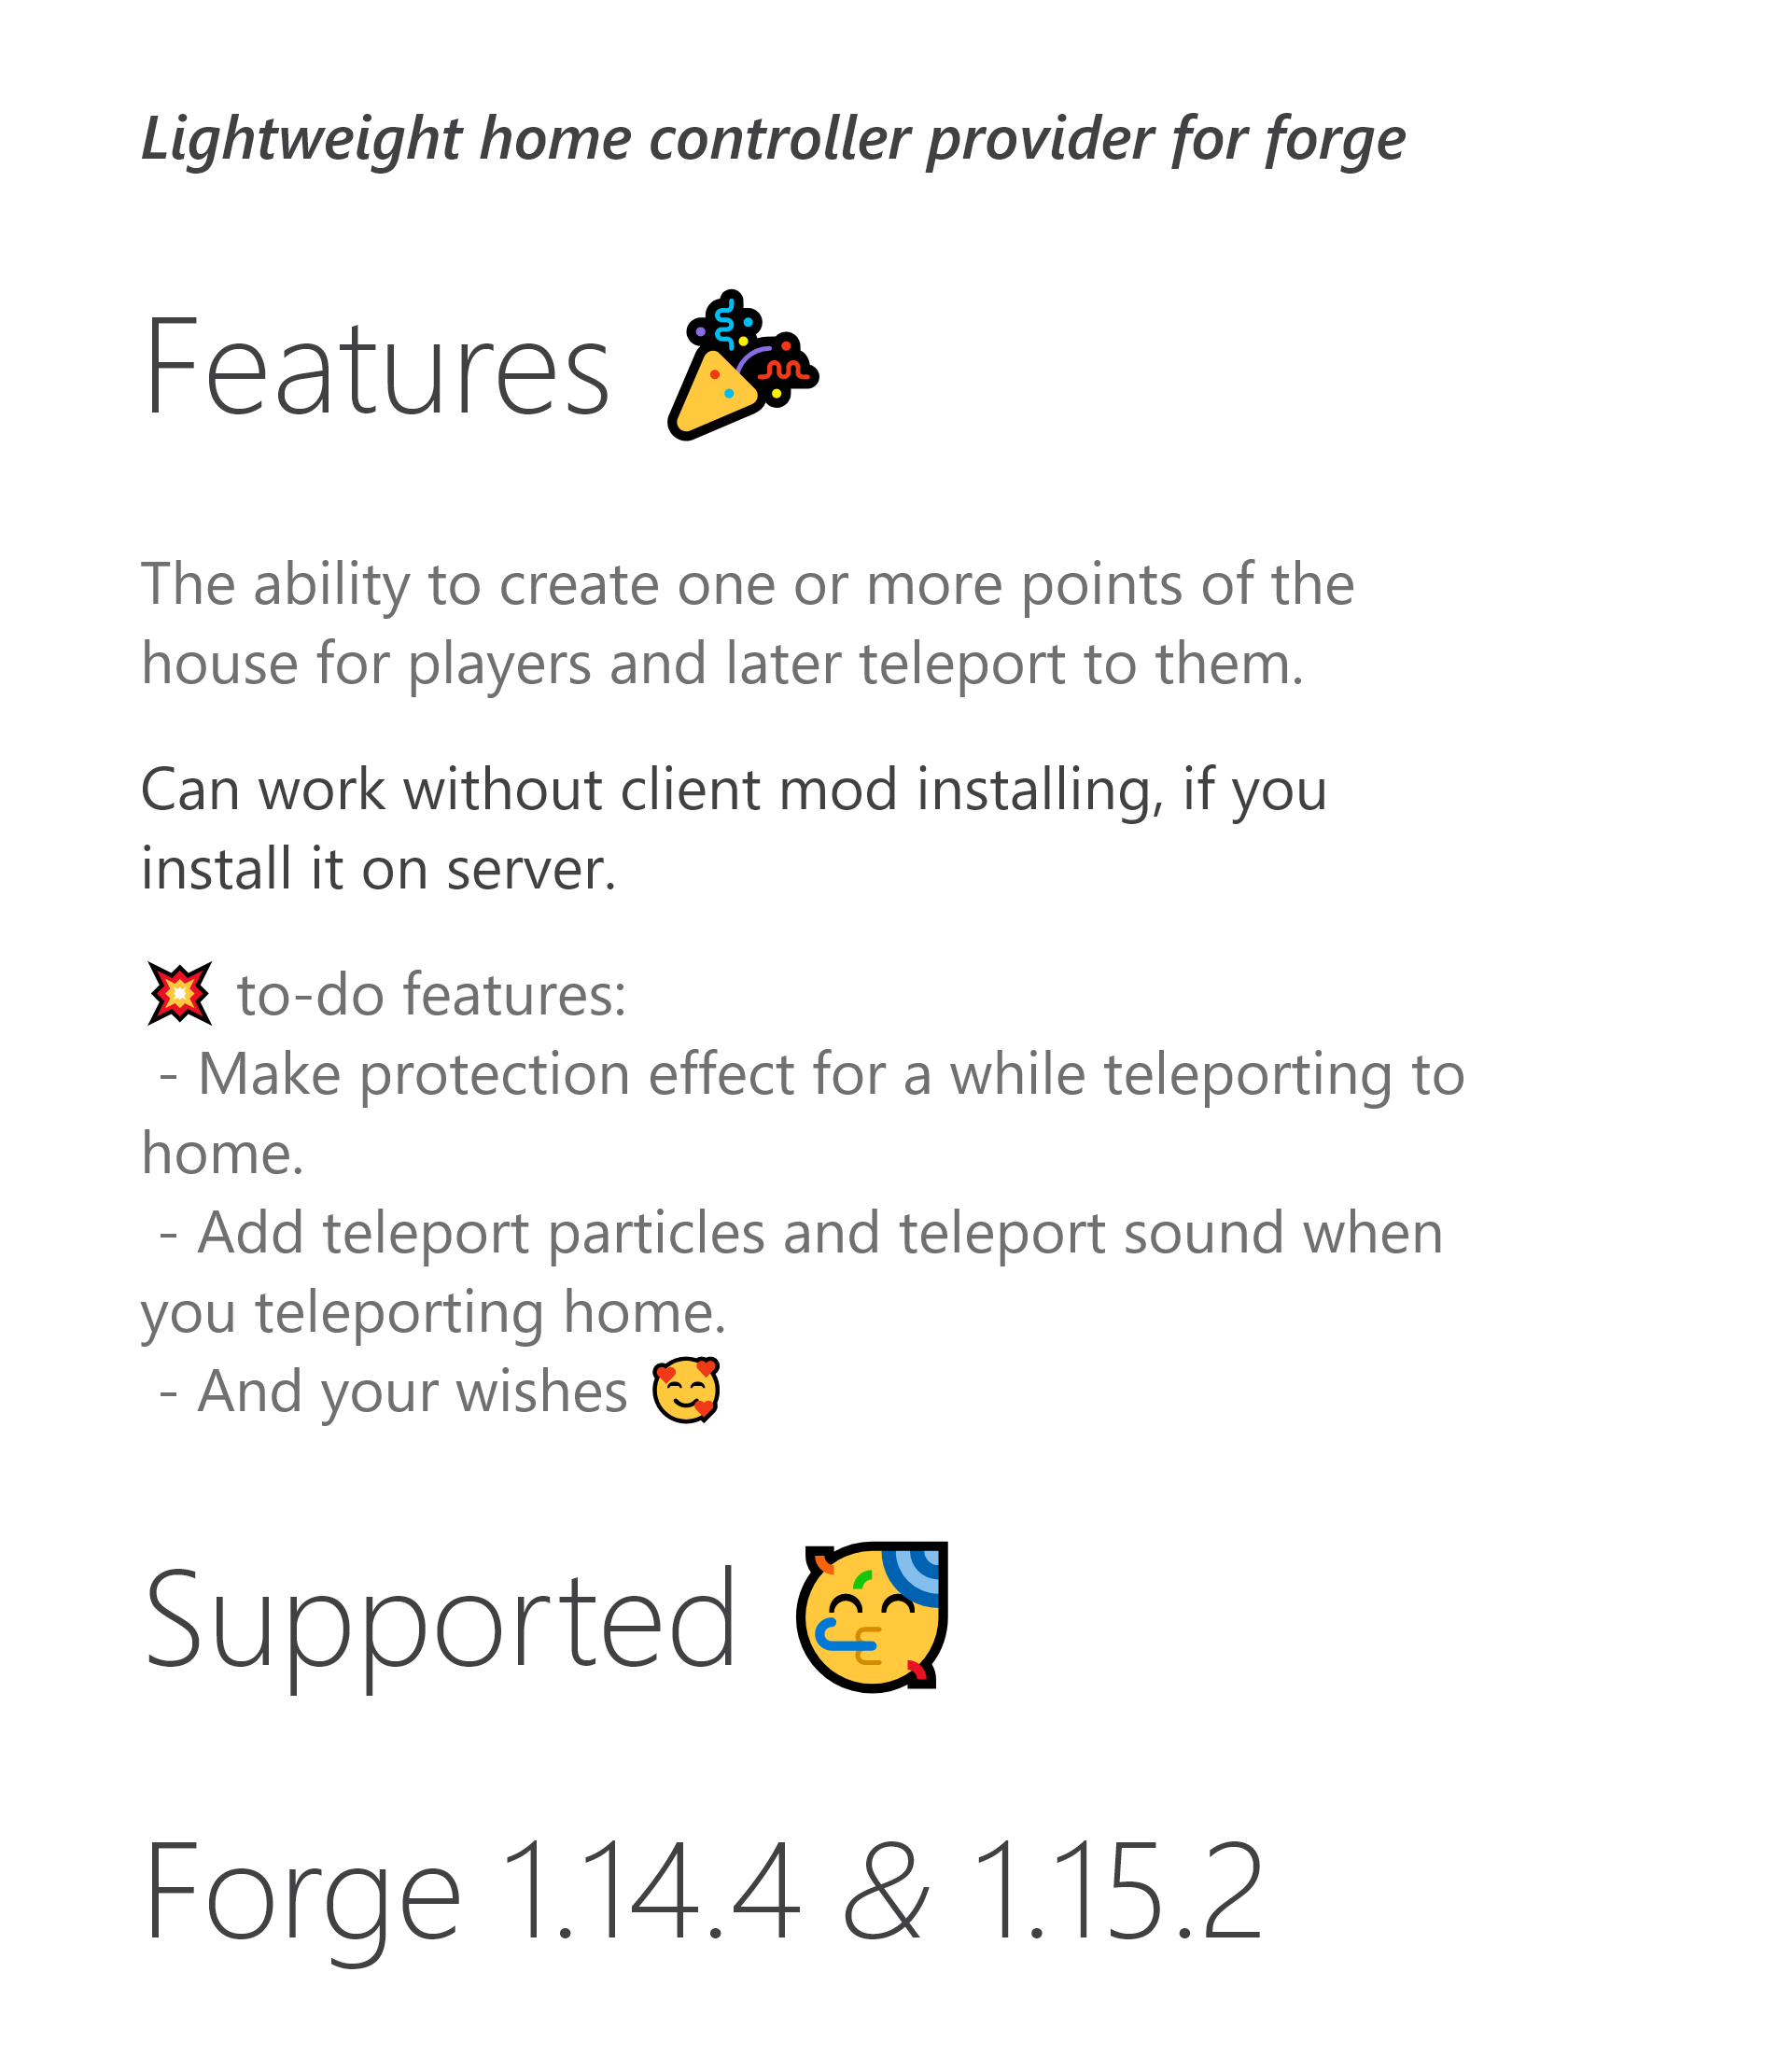 Lightweight home controller provider for forge
Features 🎉
The ability to create one or more points of the
house for players and later teleport to them.
Can work without client mod installing, if you
install it on server.
💥 to-do features:
- Make protection effect for a while teleporting to
home.
- Add teleport particles and teleport sound when
you teleporting home.
- And your wishes 🥰
Supported 🥳
Forge 1.14.4 & 1.15.2